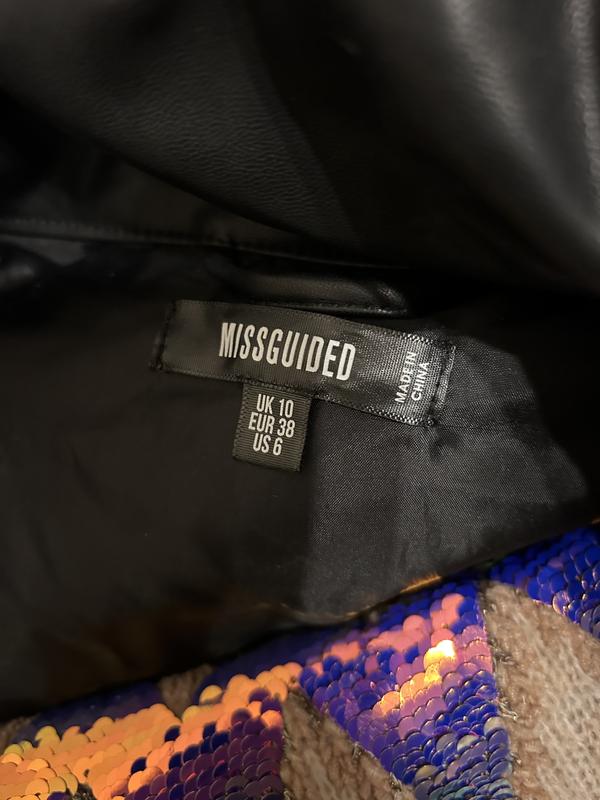 MISSGUIDED
MADE IN
CHINA
UK 10
EUR 38
US 6